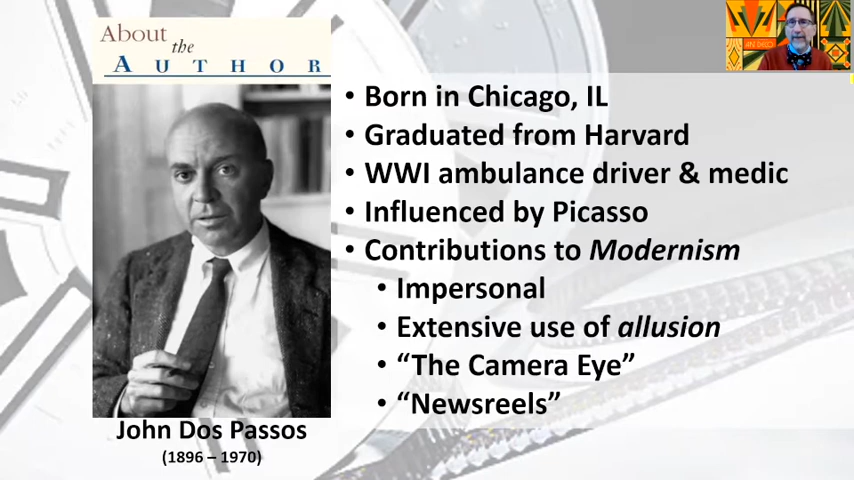 About
the
AUTHOR
• Born in Chicago, IL
• Graduated from Harvard
• WWI ambulance driver & medic
• Influenced by Picasso
• Contributions to Modernism
• Impersonal
• Extensive use of allusion
• “The Camera Eye”
• “Newsreels”
John Dos Passos
(1896 – 1970)